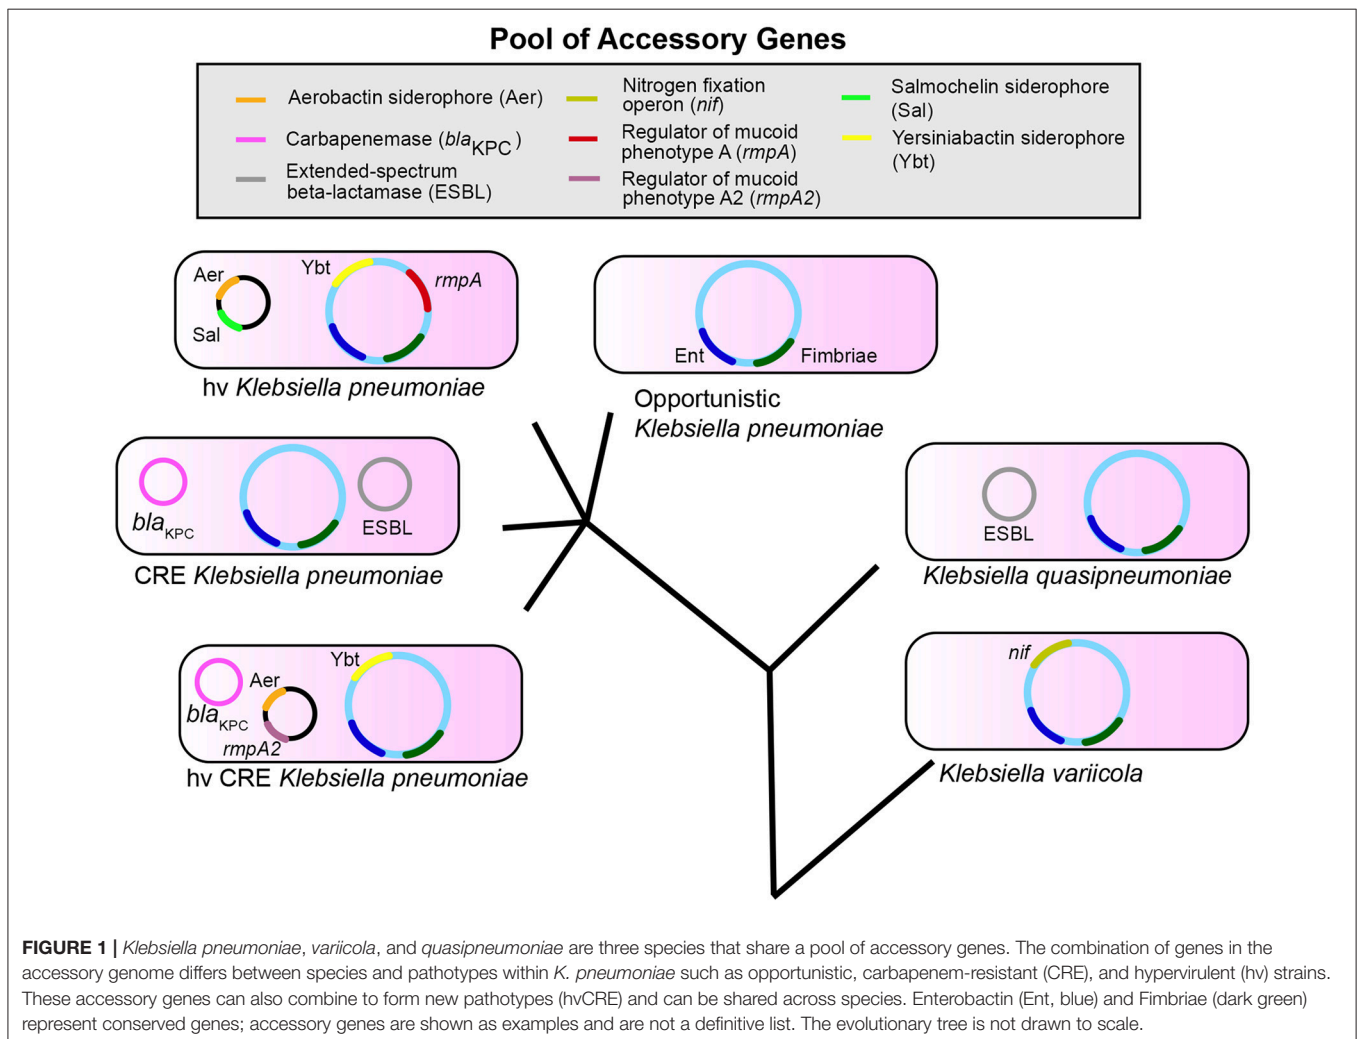 Pool of Accessory Genes
Aerobactin siderophore (Aer)
Carbapenemase (blaKPC)
Extended-spectrum
beta-lactamase (ESBL)
Nitrogen fixation
operon (nif)
Regulator of mucoid
phenotype A (rmpA)
Regulator of mucoid
phenotype A2 (rmpA2)
Salmochelin siderophore
(Sal)
Yersiniabactin siderophore
(Ybt)
Aer
Sal
Ybt
rmpA
hv Klebsiella pneumoniae
Ent
Fimbriae
Opportunistic
Klebsiella pneumoniae
blaKPC
ESBL
CRE Klebsiella pneumoniae
ESBL
Klebsiella quasipneumoniae
blaKPC
Aer
rmpA2
Ybt
hv CRE Klebsiella pneumoniae
nif
Klebsiella variicola
FIGURE 1 | Klebsiella pneumoniae, variicola, and quasipneumoniae are three species that share a pool of accessory genes. The combination of genes in the
accessory genome differs between species and pathotypes within K. pneumoniae such as opportunistic, carbapenem-resistant (CRE), and hypervirulent (hv) strains.
These accessory genes can also combine to form new pathotypes (hvCRE) and can be shared across species. Enterobactin (Ent, blue) and Fimbriae (dark green)
represent conserved genes; accessory genes are shown as examples and are not a definitive list. The evolutionary tree is not drawn to scale.